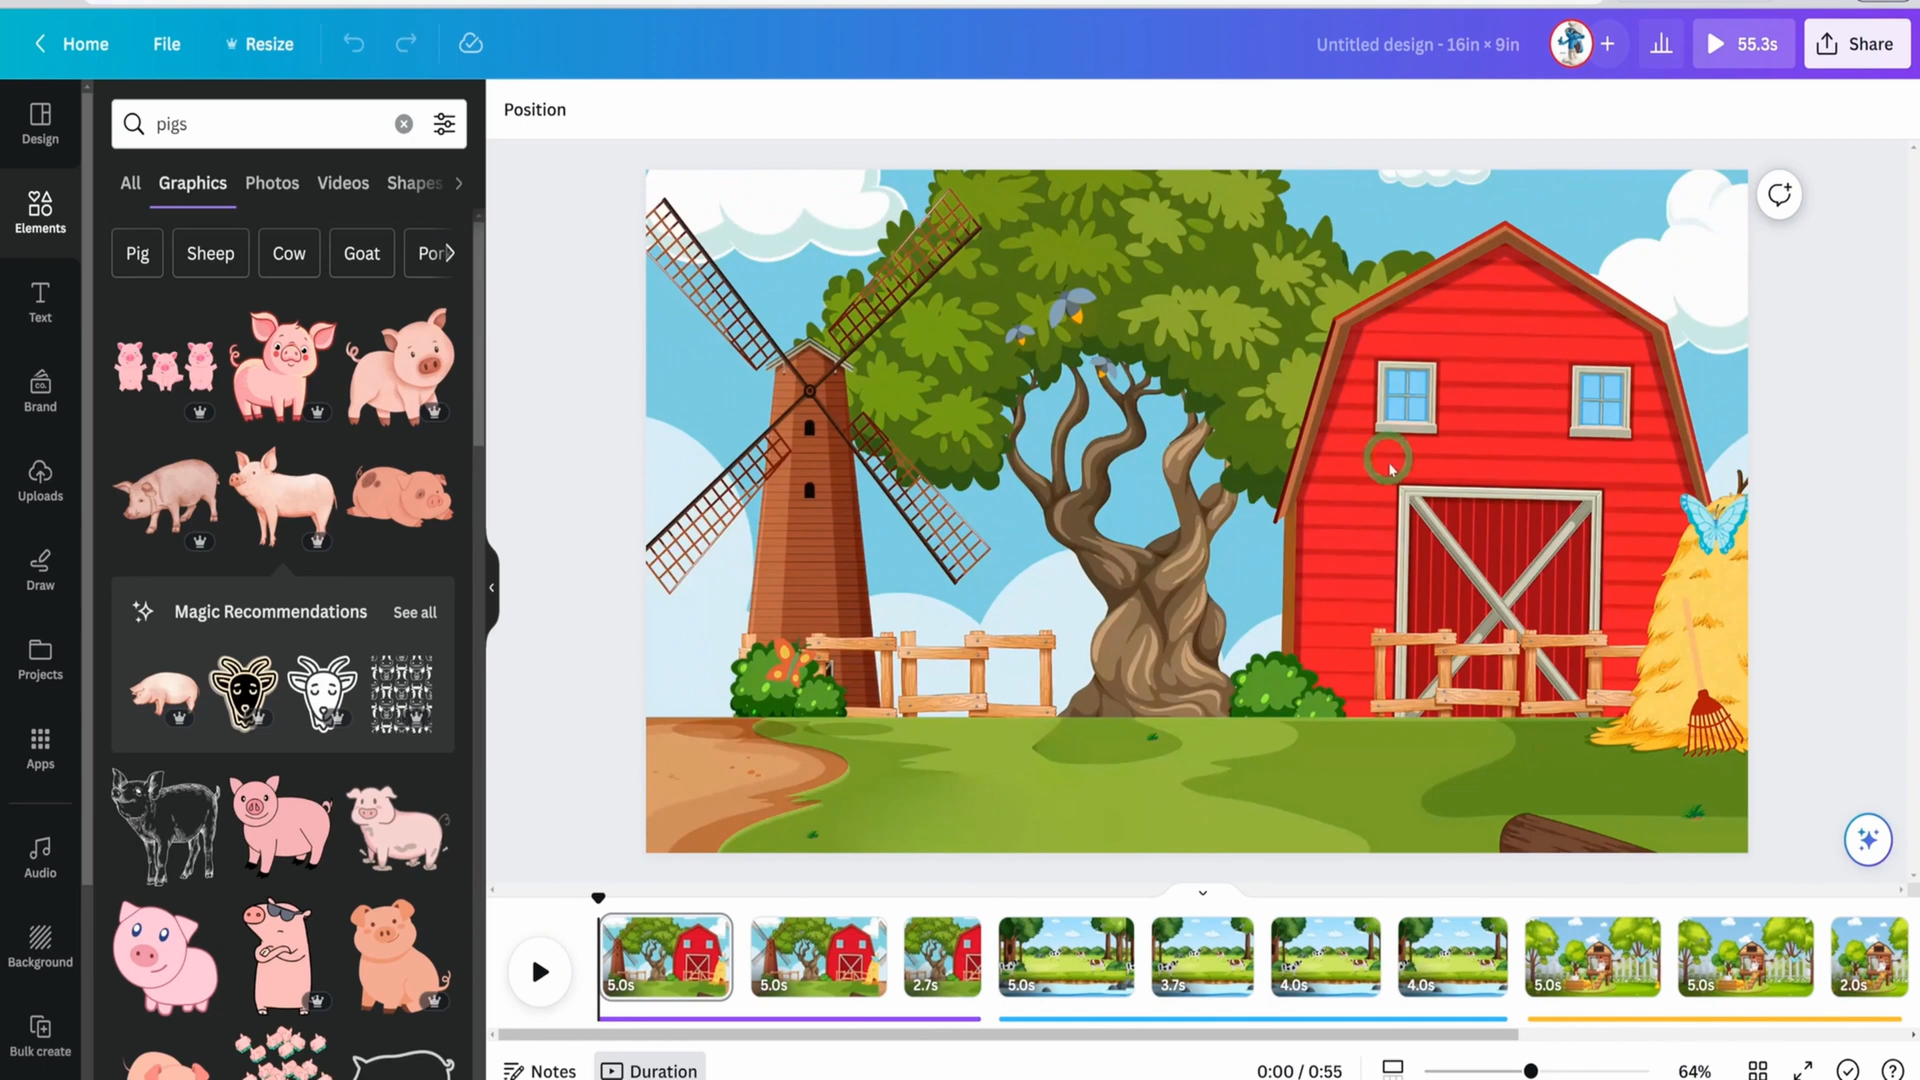 Home File Resize Untitled design - 16in × 9in + 55.3s Share
Design
Elements
Text
Brand
Uploads
Draw
Projects
Apps
Audio
Background
Bulk create
pigs
All Graphics Photos Videos Shapes
Pig Sheep Cow Goat Por
Magic Recommendations See all
Position
5.0s 5.0s 2.7s 5.0s 3.7s 4.0s 4.0s 5.0s 5.0s 2.0s
Notes Duration 0:00 / 0:55 64%